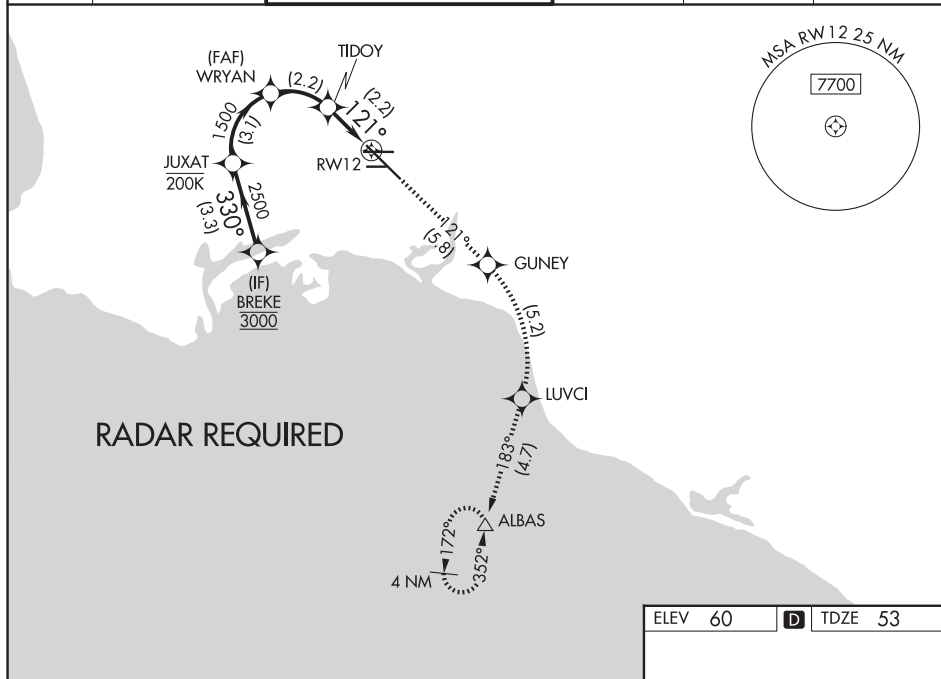 MSA RW12 25 NM
7700
TIDOY
(FAF)
WRYAN
(2.2)
(2.2)
121°
1500
(3.1)
RW12
JUXAT
200K
2500
330°
(3.3)
(IF)
BREKE
3000
121°
(5.8)
GUNEY
(5.2)
LUVCI
RADAR REQUIRED
183°
(4.7)
ALBAS
172°
352°
4 NM
ELEV 60 D TDZE 53